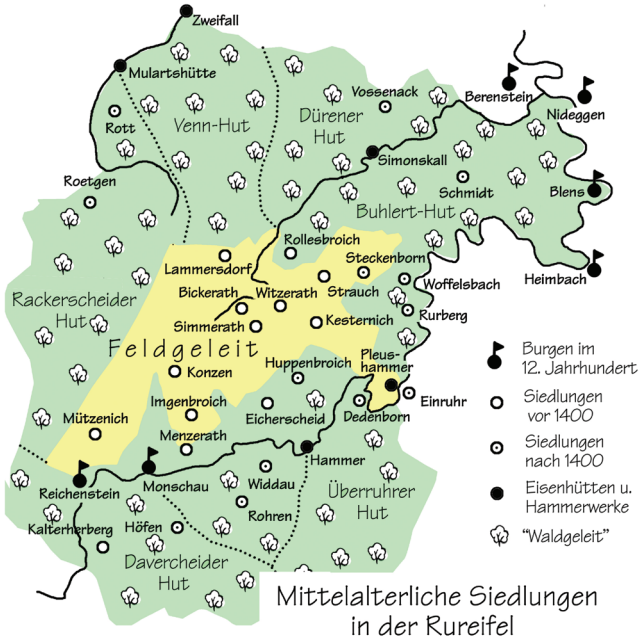 Zweifall
Mulartshütte
Vossenack
Berenstein
Nideggen
Rott
Venn-Hut
Dürener
Hut
Simonskall
Roetgen
Schmidt
Blens
Buhlert-Hut
Rollesbroich
Steckenborn
Lammersdorf
Heimbach
Woffelsbach
Bickerath
Witzerath
Strauch
Rackerscheider
Hut
Rurberg
Simmerath
Kesternich
Feldgeleit
Pleus-
hammer
Huppenbroich
Konzen
Imgenbroich
Einruhr
Mützenich
Eicherscheid
Dedenborn
Menzerath
Hammer
Reichenstein
Monschau
Widdau
Überruhrer
Hut
Rohren
Kalterherberg
Höfen
Davercheider
Hut
Burgen im
12. Jahrhundert
Siedlungen
vor 1400
Siedlungen
nach 1400
Eisenhütten u.
Hammerwerke
"Waldgeleit"
Mittelalterliche Siedlungen
in der Rureifel